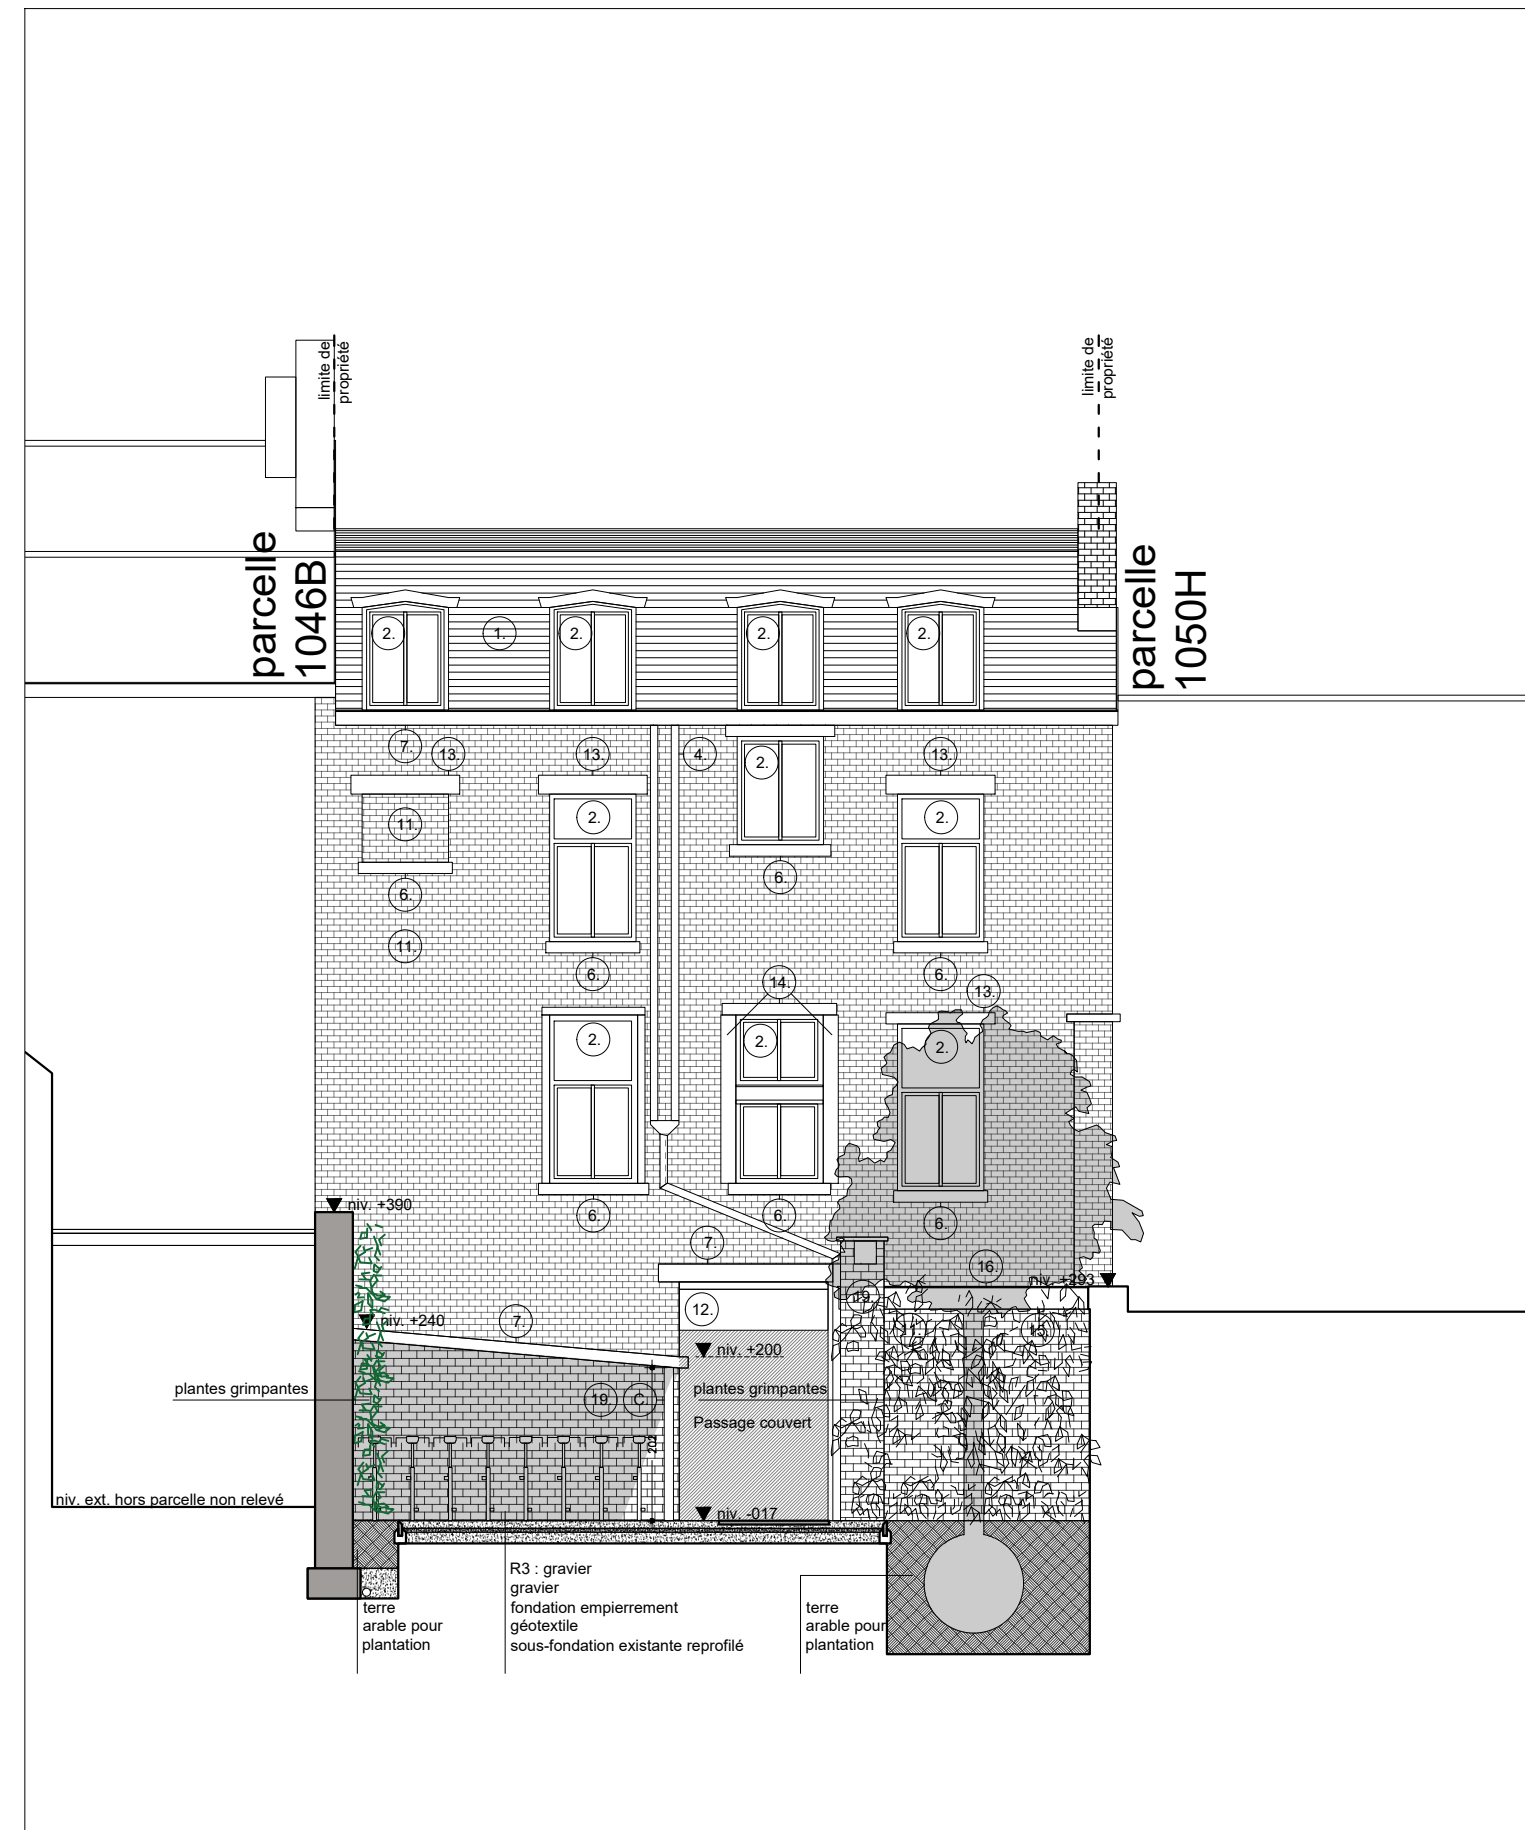 limite de
propriété
limite de
propriété
parcelle
1046B
parcelle
1050H
2.
1.
2.
2.
2.
7.
13.
13.
4.
2.
13.
11.
2.
2.
6.
6.
11.
6.
14.
6.
13.
2.
2.
2.
niv. +390
6.
6.
6.
7.
16.
niv. +293
19.
12.
niv. +240
7.
11.
15.
niv. +200
plantes grimpantes
19.
C.
plantes grimpantes
Passage couvert
202
niv. ext. hors parcelle non relevé
niv. -017
R3 : gravier
gravier
fondation empierrement
géotextile
sous-fondation existante reprofilé
terre
arable pour
plantation
terre
arable pour
plantation